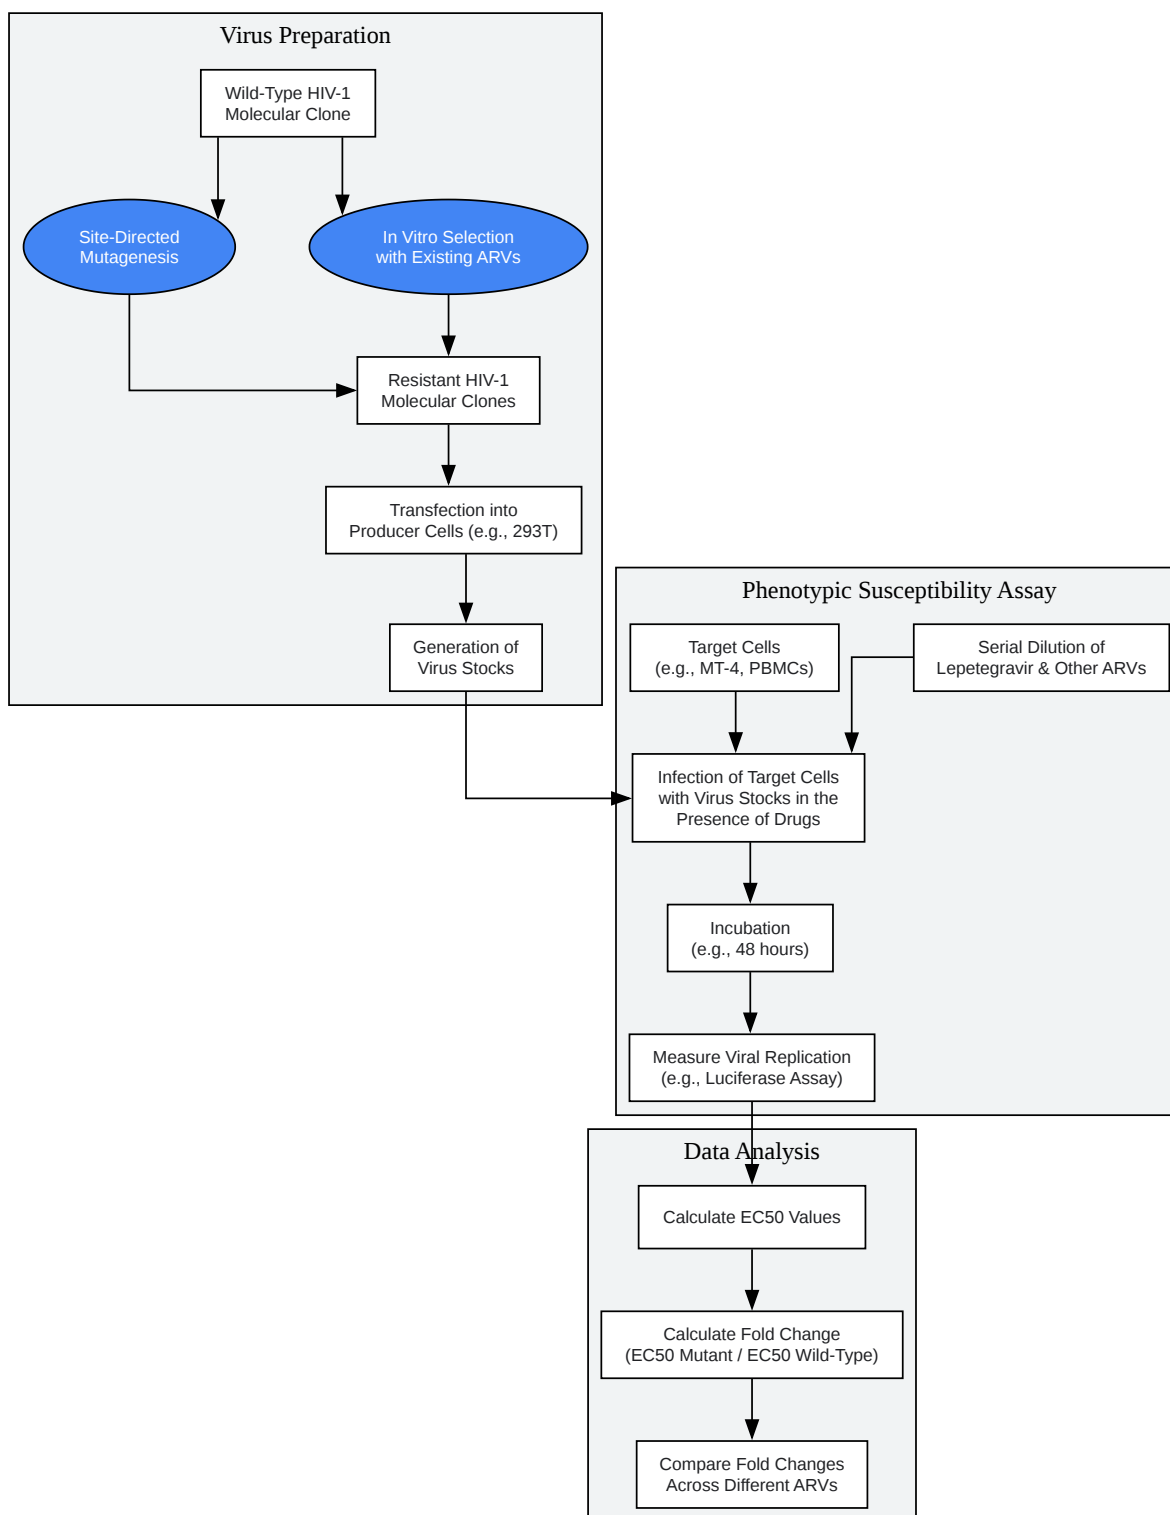 Virus Preparation
Wild-Type HIV-1
Molecular Clone
Site-Directed
Mutagenesis
In Vitro Selection
with Existing ARVs
Resistant HIV-1
Molecular Clones
Transfection into
Producer Cells (e.g., 293T)
Generation of
Virus Stocks
Phenotypic Susceptibility Assay
Target Cells
(e.g., MT-4, PBMCs)
Serial Dilution of
Lepetegravir & Other ARVs
Infection of Target Cells
with Virus Stocks in the
Presence of Drugs
Incubation
(e.g., 48 hours)
Measure Viral Replication
(e.g., Luciferase Assay)
Data Analysis
Calculate EC50 Values
Calculate Fold Change
(EC50 Mutant / EC50 Wild-Type)
Compare Fold Changes
Across Different ARVs